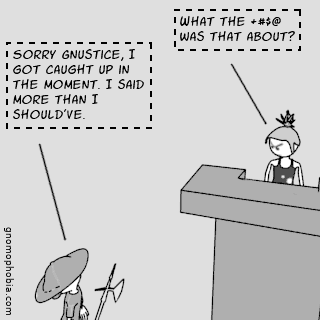 WHAT THE +#$@
WAS THAT ABOUT?
SORRY GNUSTICE, I
GOT CAUGHT UP IN
THE MOMENT. I SAID
MORE THAN I
SHOULD'VE.
gnomophobia.com